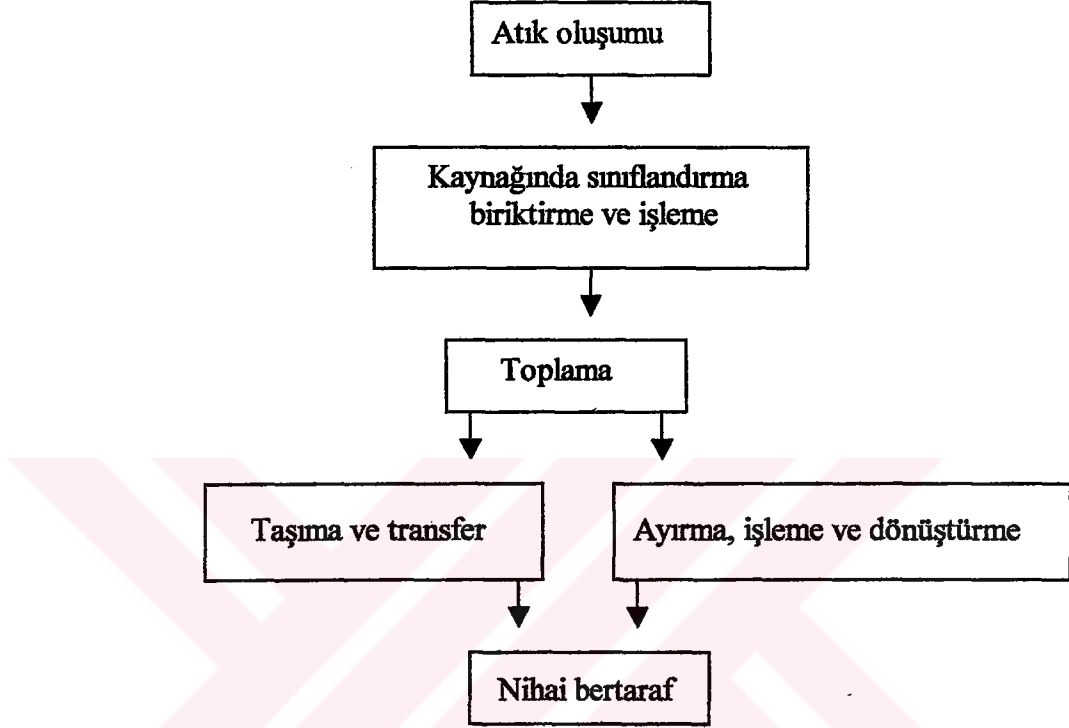 Atık oluşumu
Kaynağında sınıflandırma
biriktirme ve işleme
Toplama
Taşıma ve transfer
Ayırma, işleme ve dönüştürme
Nihai bertaraf